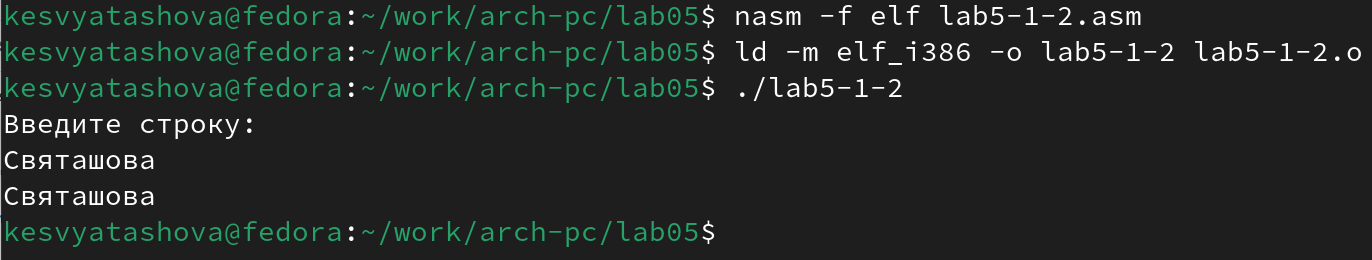 kesvyatashova@fedora:~/work/arch-pc/lab05$ nasm -f elf lab5-1-2.asm
kesvyatashova@fedora:~/work/arch-pc/lab05$ ld -m elf_i386 -o lab5-1-2 lab5-1-2.o
kesvyatashova@fedora:~/work/arch-pc/lab05$ ./lab5-1-2
Введите строку:
Святашова
Святашова
kesvyatashova@fedora:~/work/arch-pc/lab05$